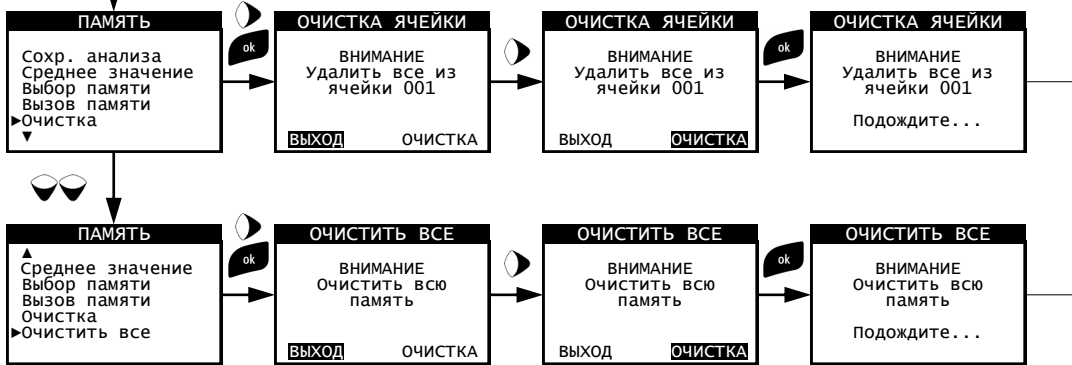 ПАМЯТЬ
Сохр. анализа
Среднее значение
Выбор памяти
Вызов памяти
►Очистка
▼
ok
ОЧИСТКА ЯЧЕЙКИ
ВНИМАНИЕ
Удалить все из
ячейки 001
ВЫХОД ОЧИСТКА
ОЧИСТКА ЯЧЕЙКИ
ВНИМАНИЕ
Удалить все из
ячейки 001
ВЫХОД ОЧИСТКА
ok
ОЧИСТКА ЯЧЕЙКИ
ВНИМАНИЕ
Удалить все из
ячейки 001
Подождите...
ПАМЯТЬ
▲
Среднее значение
Выбор памяти
Вызов памяти
Очистка
►Очистить все
ok
ОЧИСТИТЬ ВСЕ
ВНИМАНИЕ
Очистить всю
память
ВЫХОД ОЧИСТКА
ОЧИСТИТЬ ВСЕ
ВНИМАНИЕ
Очистить всю
память
ВЫХОД ОЧИСТКА
ok
ОЧИСТИТЬ ВСЕ
ВНИМАНИЕ
Очистить всю
память
Подождите...